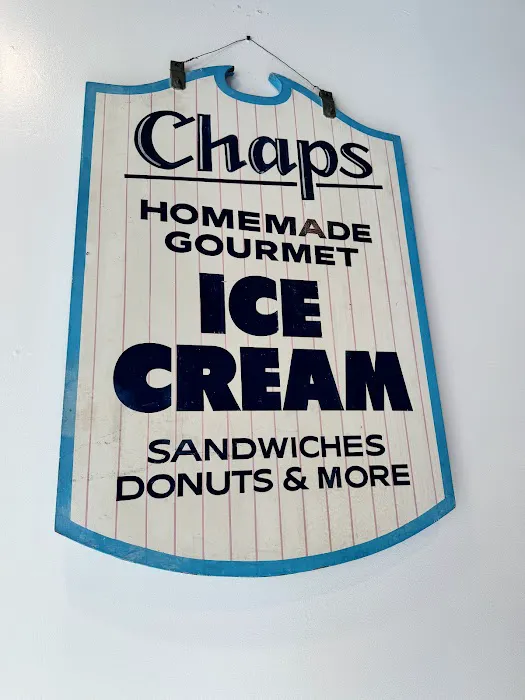 Chaps
HOMEMADE
GOURMET
ICE
CREAM
SANDWICHES
DONUTS & MORE